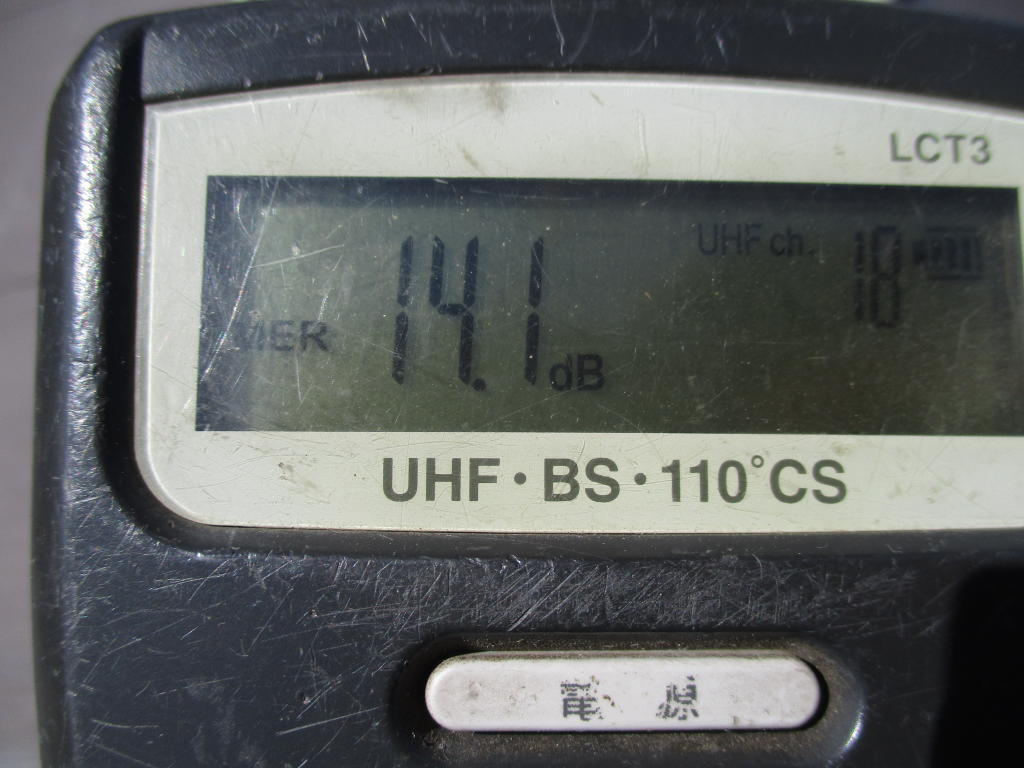 LCT3
UHF ch. 18
MER 14.1 dB
UHF・BS・110°CS
電源